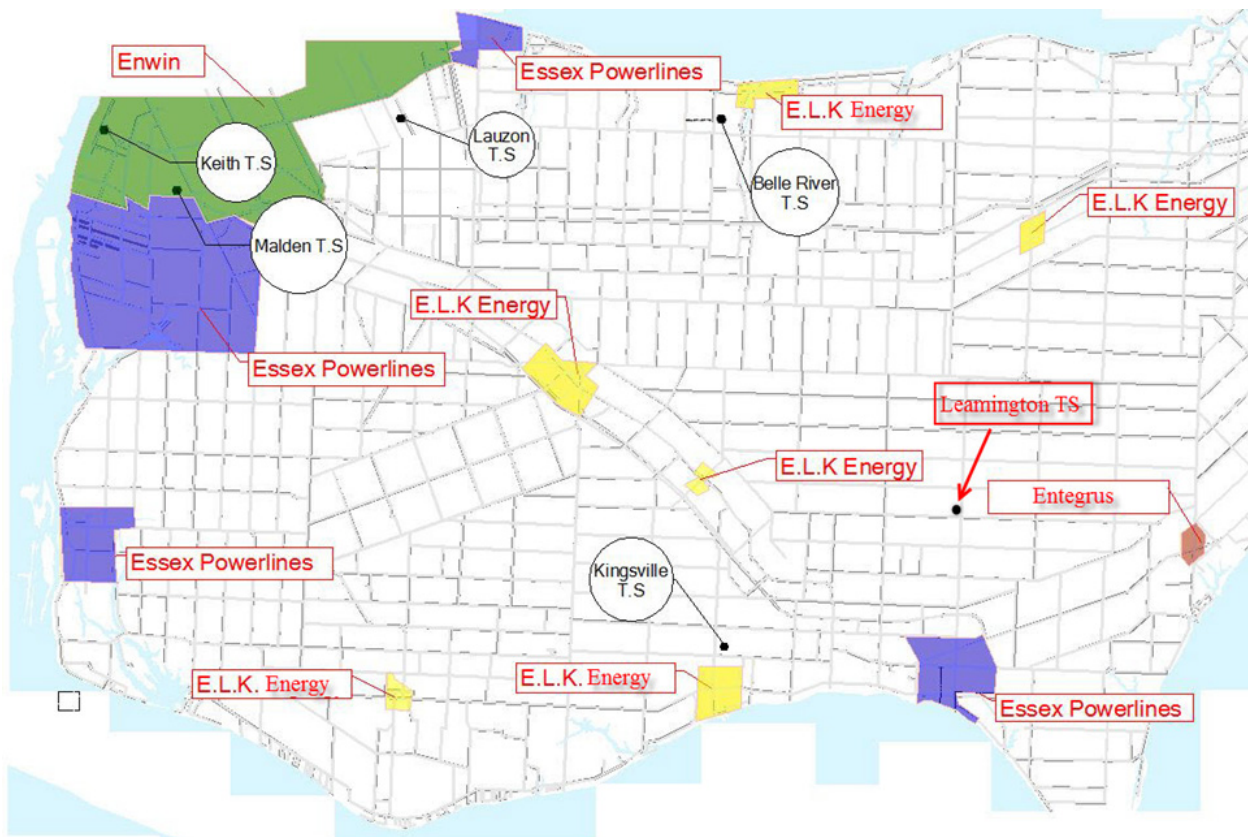 Enwin
Essex Powerlines
E.L.K Energy
Keith T.S
Lauzon
T.S
Belle River
T.S
E.L.K Energy
Malden T.S
E.L.K Energy
Essex Powerlines
Leamington TS
E.L.K Energy
Entegrus
Essex Powerlines
Kingsville
T.S
E.L.K. Energy
E.L.K. Energy
Essex Powerlines